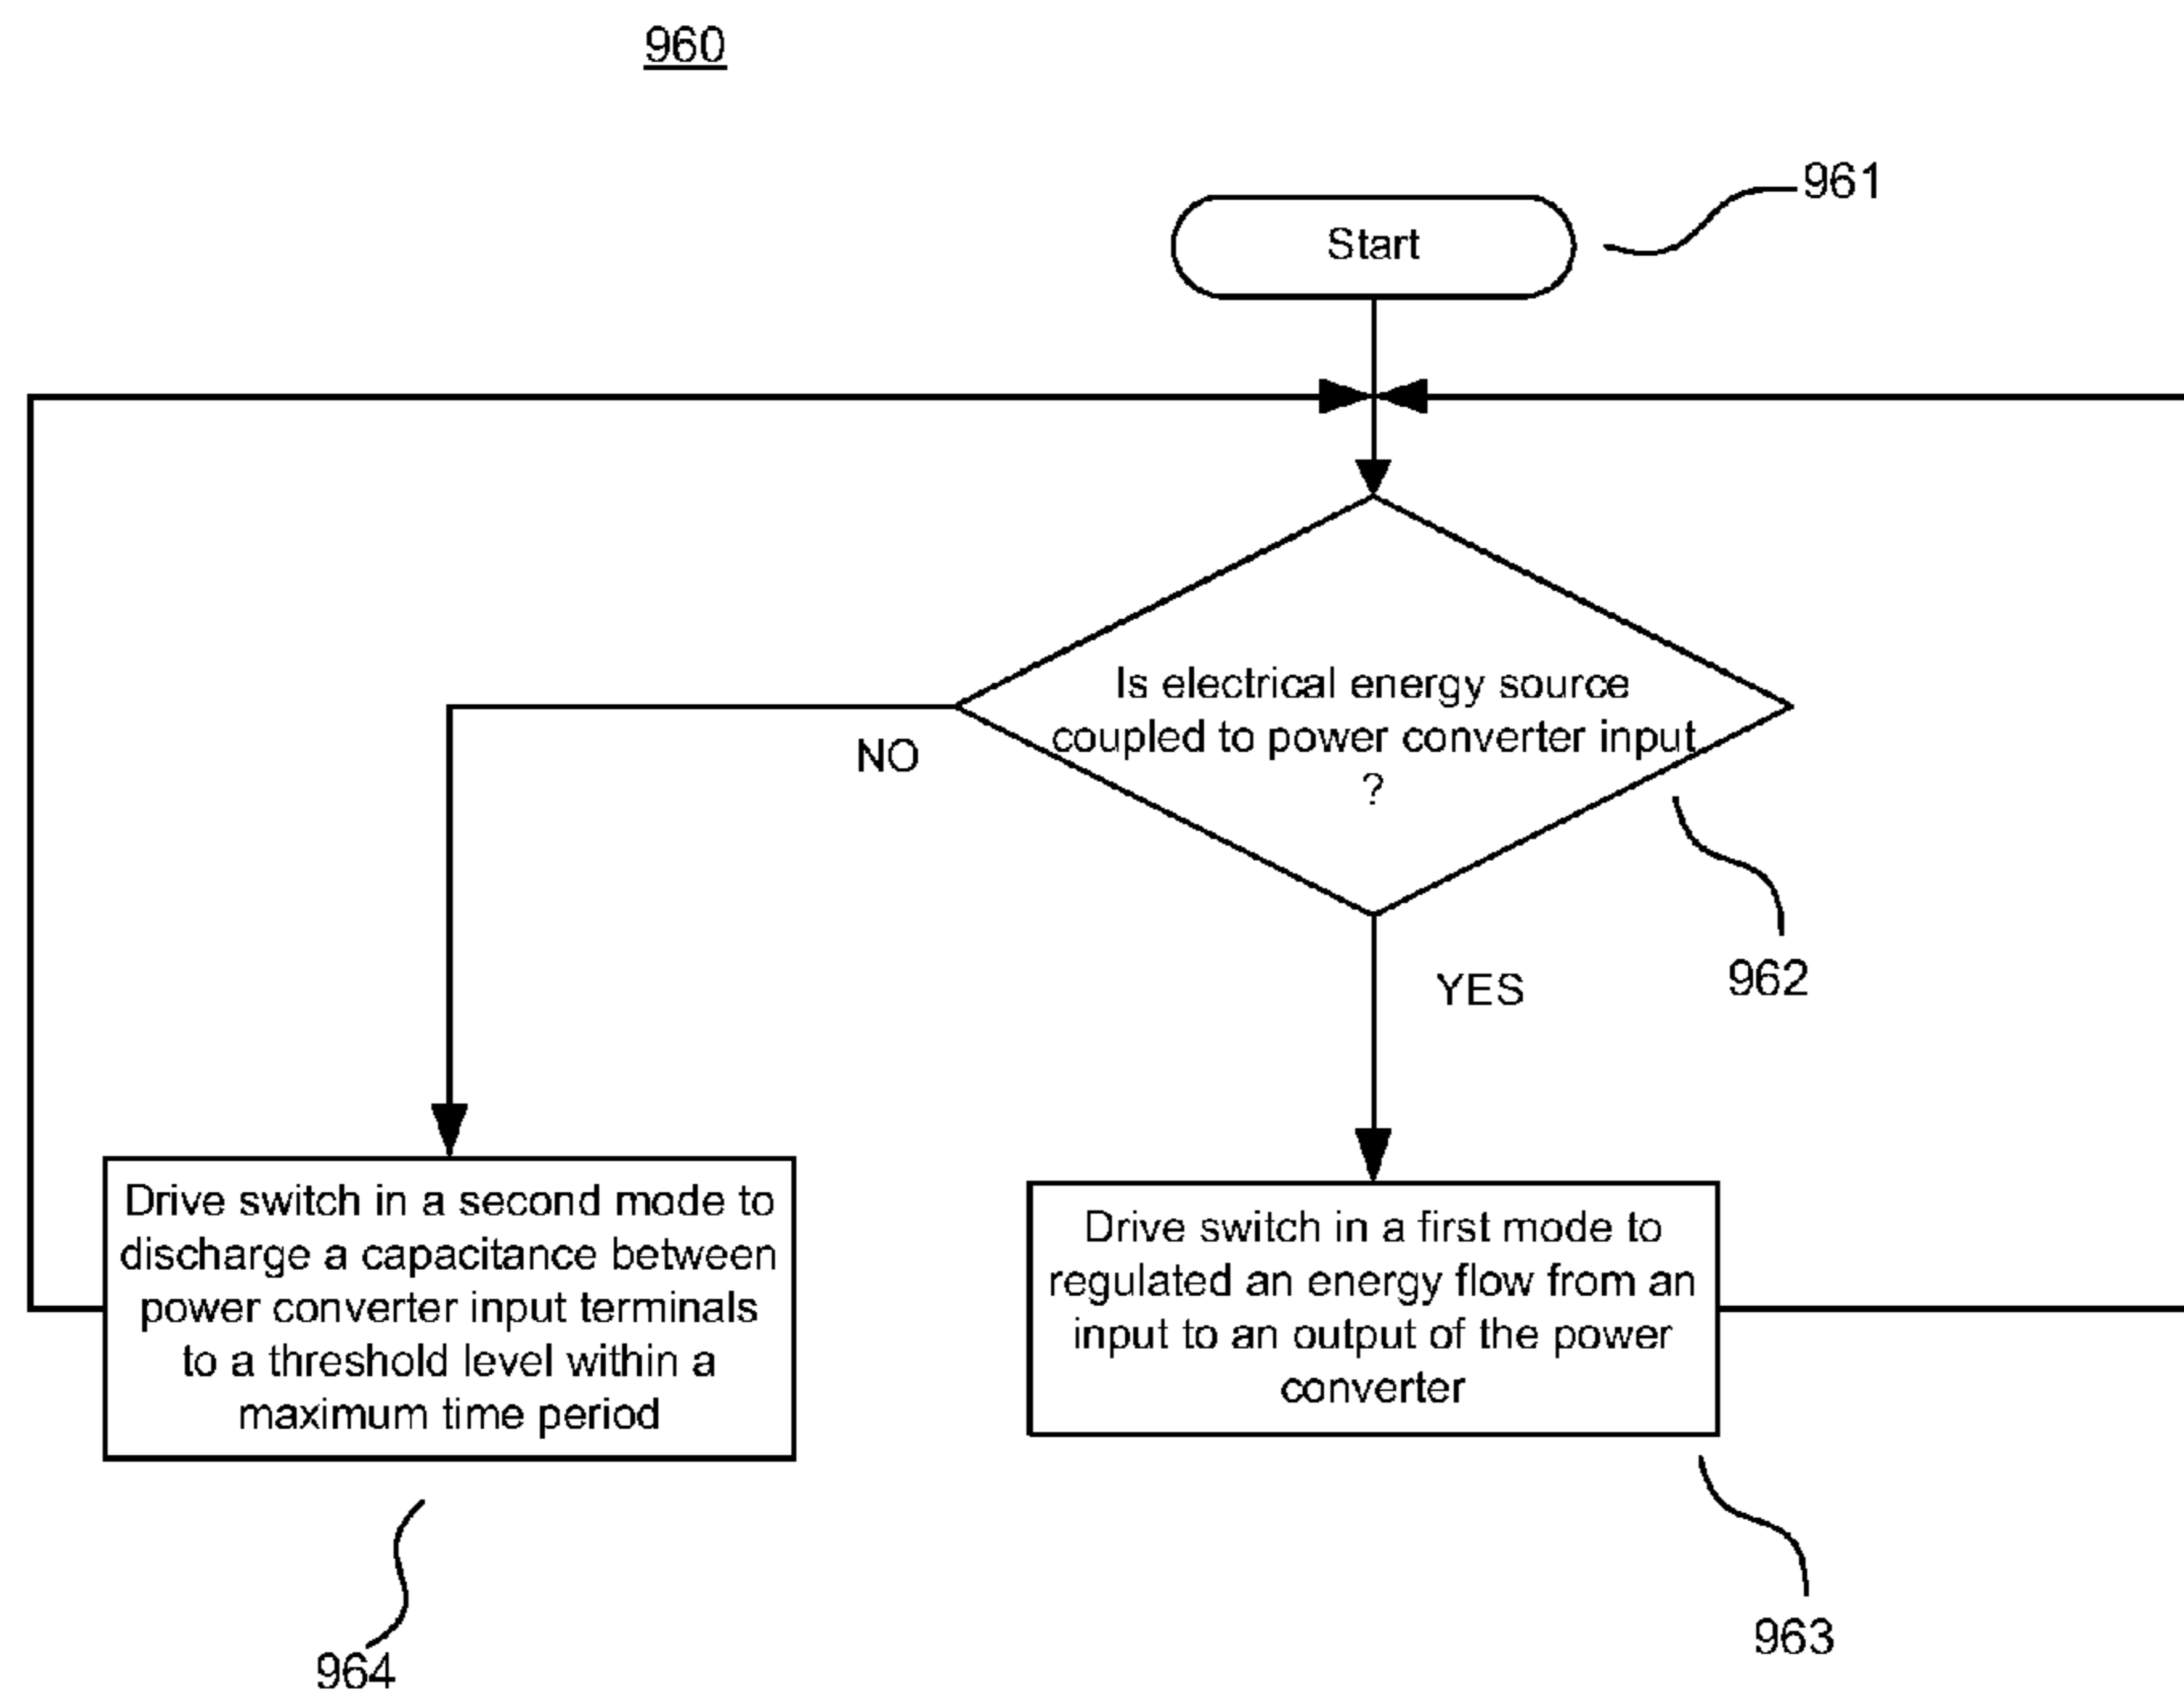 960
961
Start
Is electrical energy source
coupled to power converter input
?
NO
962
YES
Drive switch in a second mode to
discharge a capacitance between
power converter input terminals
to a threshold level within a
maximum time period
Drive switch in a first mode to
regulated an energy flow from an
input to an output of the power
converter
963
964